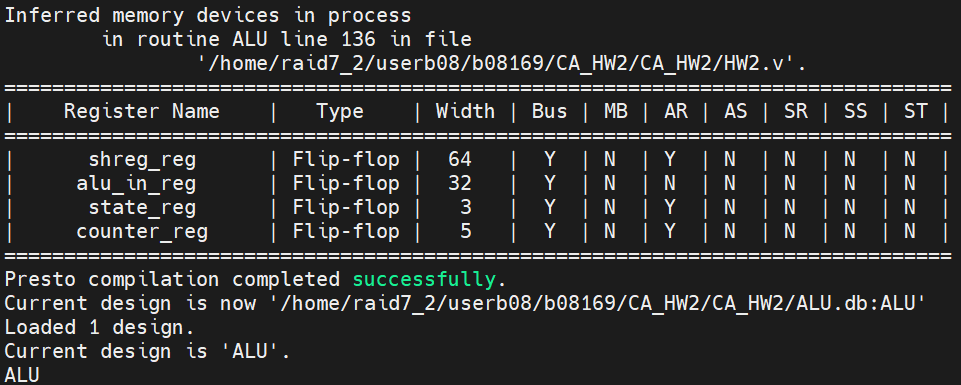 Inferred memory devices in process
        in routine ALU line 136 in file
                '/home/raid7_2/userb08/b08169/CA_HW2/CA_HW2/HW2.v'.
===============================================================================
|    Register Name    |   Type    | Width | Bus | MB | AR | AS | SR | SS | ST |
===============================================================================
|      shreg_reg      | Flip-flop |  64   |  Y  | N  | Y  | N  | N  | N  | N  |
|     alu_in_reg      | Flip-flop |  32   |  Y  | N  | N  | N  | N  | N  | N  |
|      state_reg      | Flip-flop |   3   |  Y  | N  | Y  | N  | N  | N  | N  |
|     counter_reg     | Flip-flop |   5   |  Y  | N  | Y  | N  | N  | N  | N  |
===============================================================================
Presto compilation completed successfully.
Current design is now '/home/raid7_2/userb08/b08169/CA_HW2/CA_HW2/ALU.db:ALU'
Loaded 1 design.
Current design is 'ALU'.
ALU